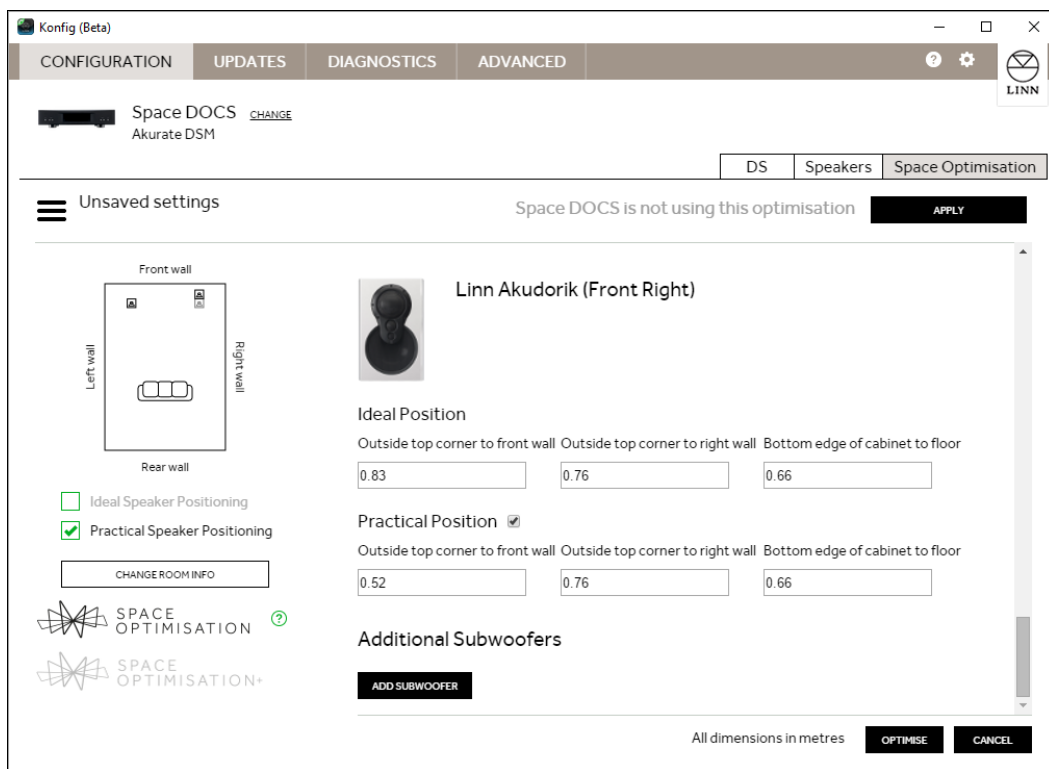 Konfig (Beta)
CONFIGURATION UPDATES DIAGNOSTICS ADVANCED
LINN
Space DOCS CHANGE
Akurate DSM
DS Speakers Space Optimisation
Unsaved settings
Space DOCS is not using this optimisation
APPLY
Front wall
Left wall
Right wall
Rear wall
Ideal Speaker Positioning
Practical Speaker Positioning
CHANGE ROOM INFO
SPACE
OPTIMISATION
SPACE
OPTIMISATION+
Linn Akudorik (Front Right)
Ideal Position
Outside top corner to front wall Outside top corner to right wall Bottom edge of cabinet to floor
0.83 0.76 0.66
Practical Position
Outside top corner to front wall Outside top corner to right wall Bottom edge of cabinet to floor
0.52 0.76 0.66
Additional Subwoofers
ADD SUBWOOFER
All dimensions in metres OPTIMISE CANCEL